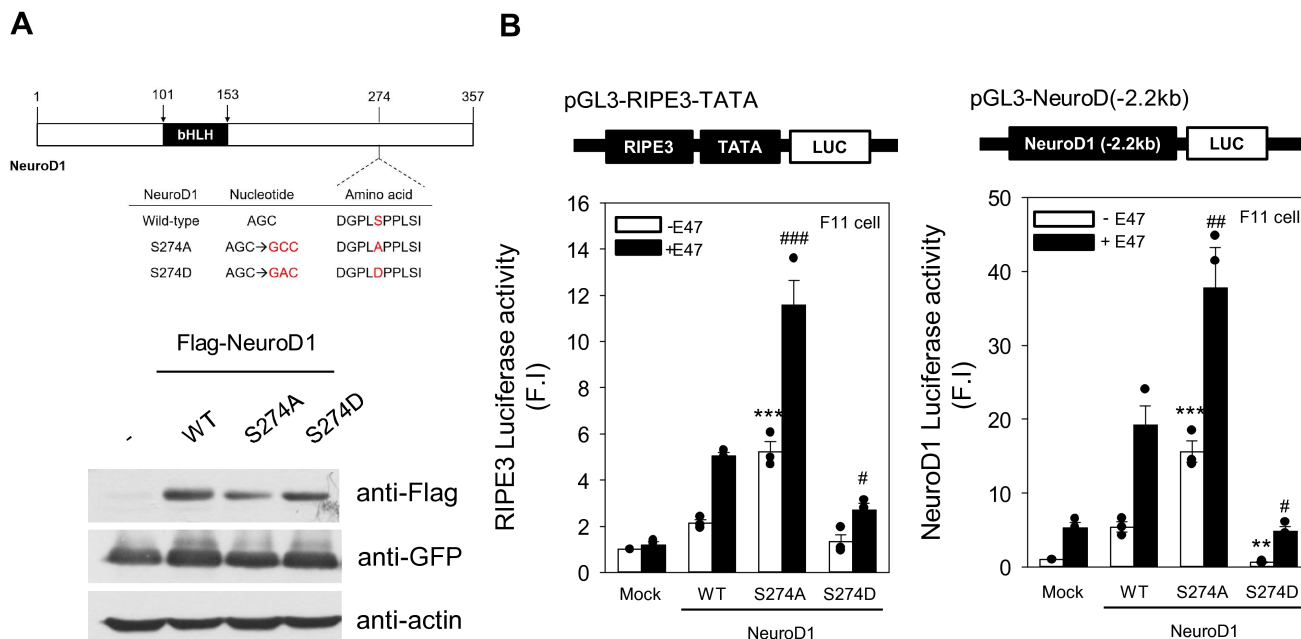 A
1 101 153 274 357
bHLH
NeuroD1
NeuroD1 Nucleotide Amino acid
Wild-type AGC DGPLSPPLSI
S274A AGC→GCC DGPLAPPLSI
S274D AGC→GAC DGPLDPPLSI
Flag-NeuroD1
- WT S274A S274D
anti-Flag
anti-GFP
anti-actin
B
pGL3-RIPE3-TATA
RIPE3 TATA LUC
RIPE3 Luciferase activity
(F.I)
16
14
12
10
8
6
4
2
0
-E47
+E47
F11 cell
***
###
#
Mock WT S274A S274D
NeuroD1
pGL3-NeuroD(-2.2kb)
NeuroD1 (-2.2kb) LUC
NeuroD1 Luciferase activity
(F.I)
50
40
30
20
10
0
- E47
+ E47
F11 cell
***
##
**
#
Mock WT S274A S274D
NeuroD1